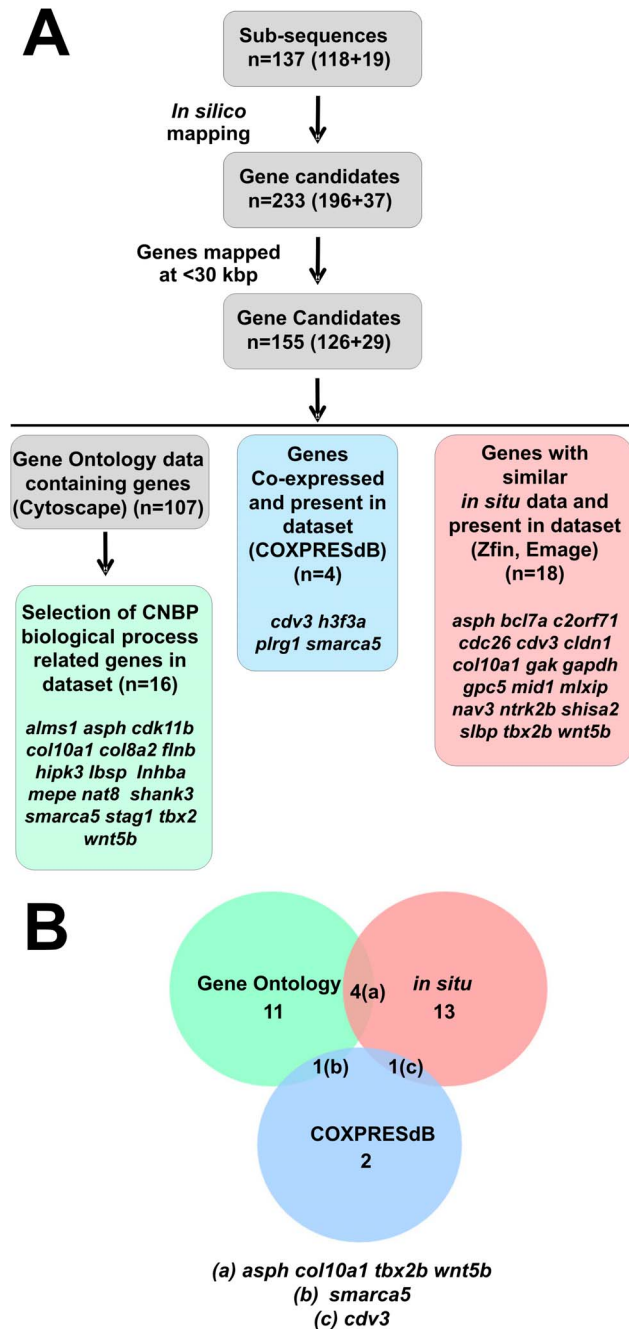 A
Sub-sequences
n=137 (118+19)
In silico
mapping
Gene candidates
n=233 (196+37)
Genes mapped
at <30 kbp
Gene Candidates
n=155 (126+29)
Gene Ontology data
containing genes
(Cytoscape) (n=107)
Selection of CNBP
biological process
related genes in
dataset (n=16)
alms1 asph cdk11b
col10a1 col8a2 flnb
hipk3 Ibsp Inhba
mepe nat8 shank3
smarca5 stag1 tbx2
wnt5b
Genes
Co-expressed
and present in
dataset
(COXPRESdB)
(n=4)
cdv3 h3f3a
plrg1 smarca5
Genes with
similar
in situ data and
present in dataset
(Zfin, Emage)
(n=18)
asph bcl7a c2orf71
cdc26 cdv3 cldn1
col10a1 gak gapdh
gpc5 mid1 mlxip
nav3 ntrk2b shisa2
slbp tbx2b wnt5b
B
Gene Ontology
11
4(a)
in situ
13
1(b)
1(c)
COXPRESdB
2
(a) asph col10a1 tbx2b wnt5b
(b) smarca5
(c) cdv3